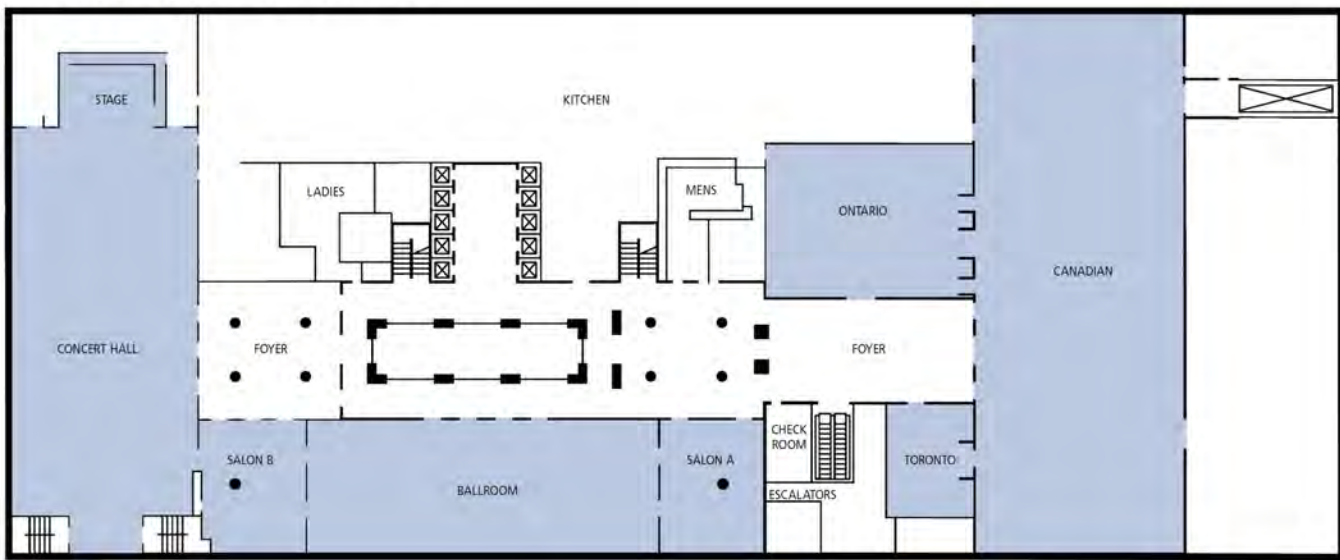 STAGE
KITCHEN
LADIES
MENS
ONTARIO
CANADIAN
CONCERT HALL
FOYER
FOYER
CHECK
ROOM
SALON B
SALON A
TORONTO
BALLROOM
ESCALATORS